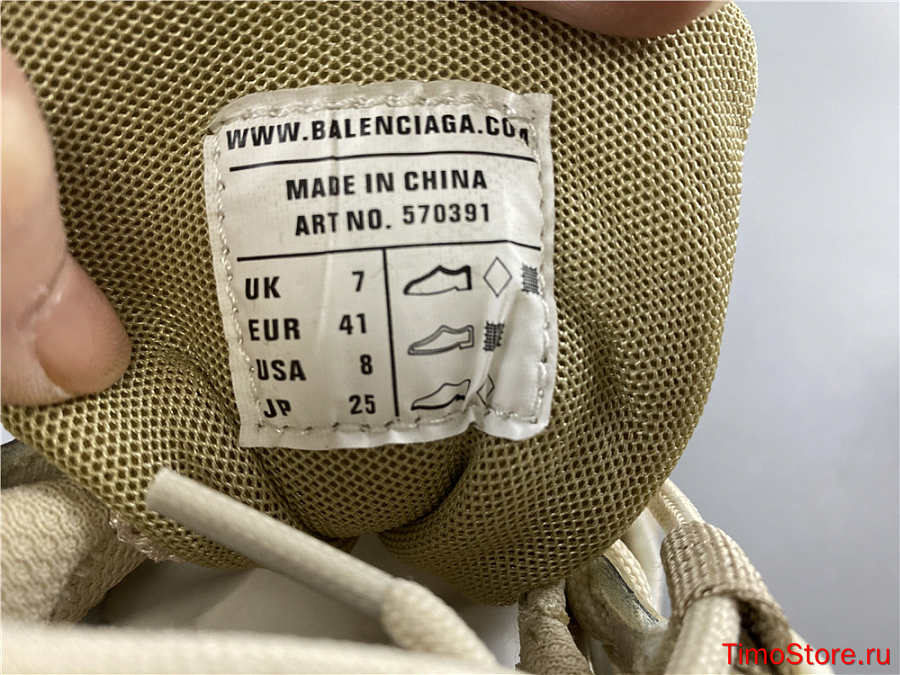 WWW.BALENCIAGA.COM
MADE IN CHINA
ART NO. 570391
UK 7
EUR 41
USA 8
JP 25
TimoStore.ru